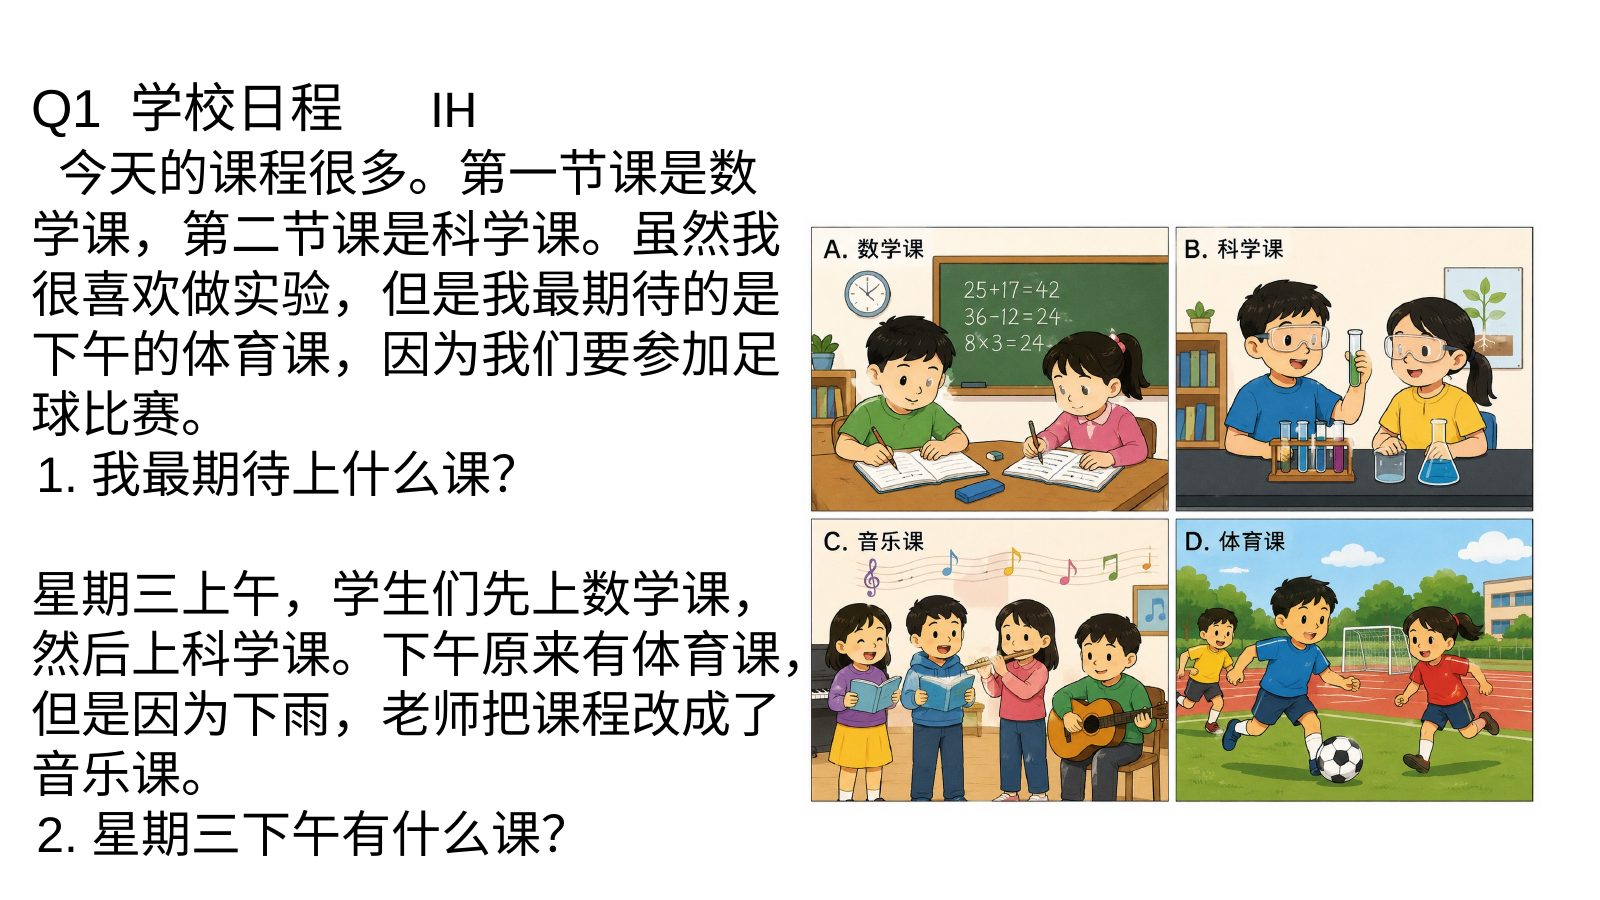 Q1 学校日程 IH
今天的课程很多。第一节课是数
学课，第二节课是科学课。虽然我
很喜欢做实验，但是我最期待的是
下午的体育课，因为我们要参加足
球比赛。
1. 我最期待上什么课？
星期三上午，学生们先上数学课，
然后上科学课。下午原来有体育课，
但是因为下雨，老师把课程改成了
音乐课。
2. 星期三下午有什么课？
A. 数学课
25+17=42
36-12=24
8×3=24
B. 科学课
C. 音乐课
D. 体育课